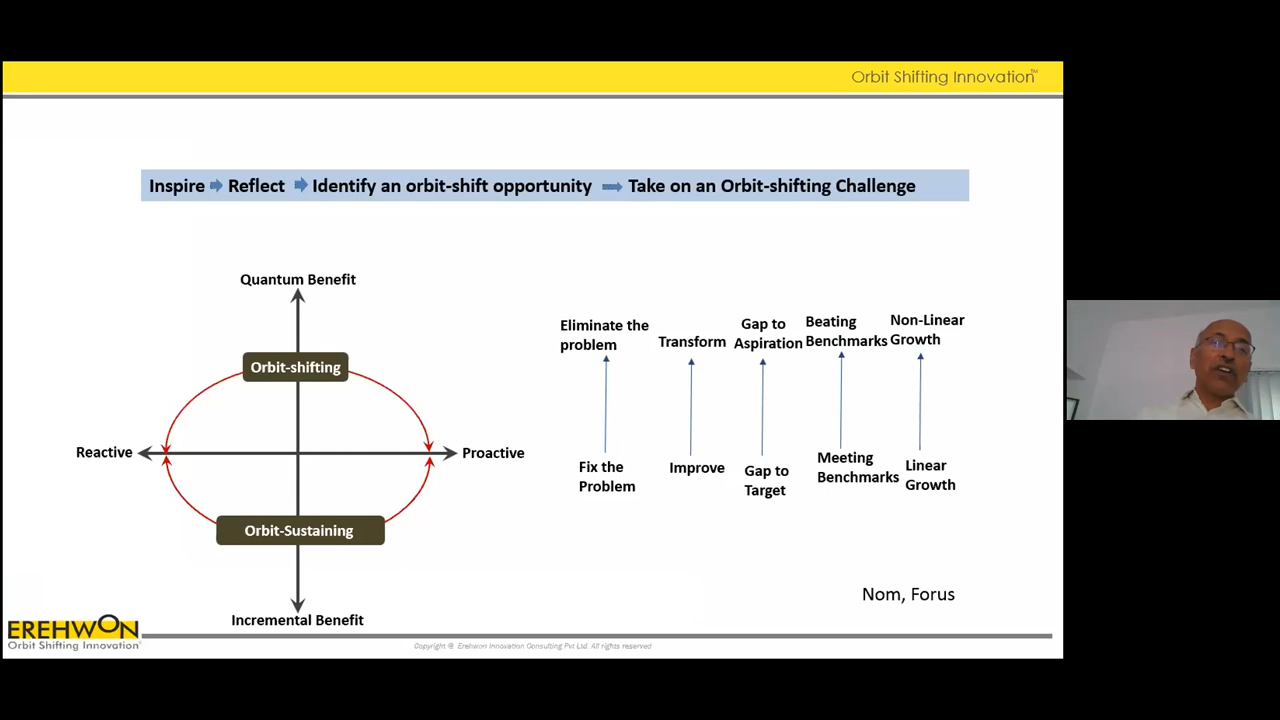 Orbit Shifting Innovation™
Inspire Reflect Identify an orbit-shift opportunity Take on an Orbit-shifting Challenge
Quantum Benefit
Orbit-shifting
Reactive
Proactive
Orbit-Sustaining
Incremental Benefit
Eliminate the
problem
Transform
Gap to
Aspiration
Beating
Benchmarks
Non-Linear
Growth
Fix the
Problem
Improve
Gap to
Target
Meeting
Benchmarks
Linear
Growth
Nom, Forus
EREHWON
Orbit Shifting Innovation
Copyright @ Erehwon Innovation Consulting Pvt Ltd. All rights reserved